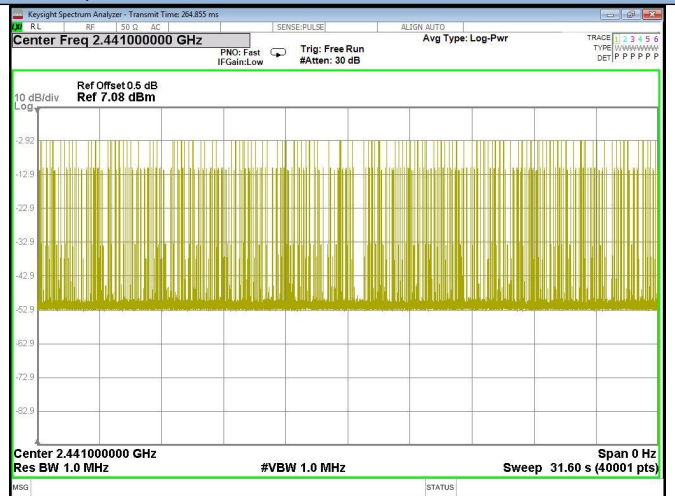 Keysight Spectrum Analyzer - Transmit Time: 264.855 ms
LXI RL RF 50 Ω AC SENSE:PULSE ALIGN AUTO
Center Freq 2.441000000 GHz
PNO: Fast
IFGain:Low
Trig: Free Run
#Atten: 30 dB
Avg Type: Log-Pwr
TRACE 1 2 3 4 5 6
TYPE WWWWWW
DET P P P P P P
Ref Offset 0.5 dB
10 dB/div Ref 7.08 dBm
Log
-2.92
-12.9
-22.9
-32.9
-42.9
-52.9
-62.9
-72.9
-82.9
Center 2.441000000 GHz Span 0 Hz
Res BW 1.0 MHz #VBW 1.0 MHz Sweep 31.60 s (40001 pts)
MSG STATUS